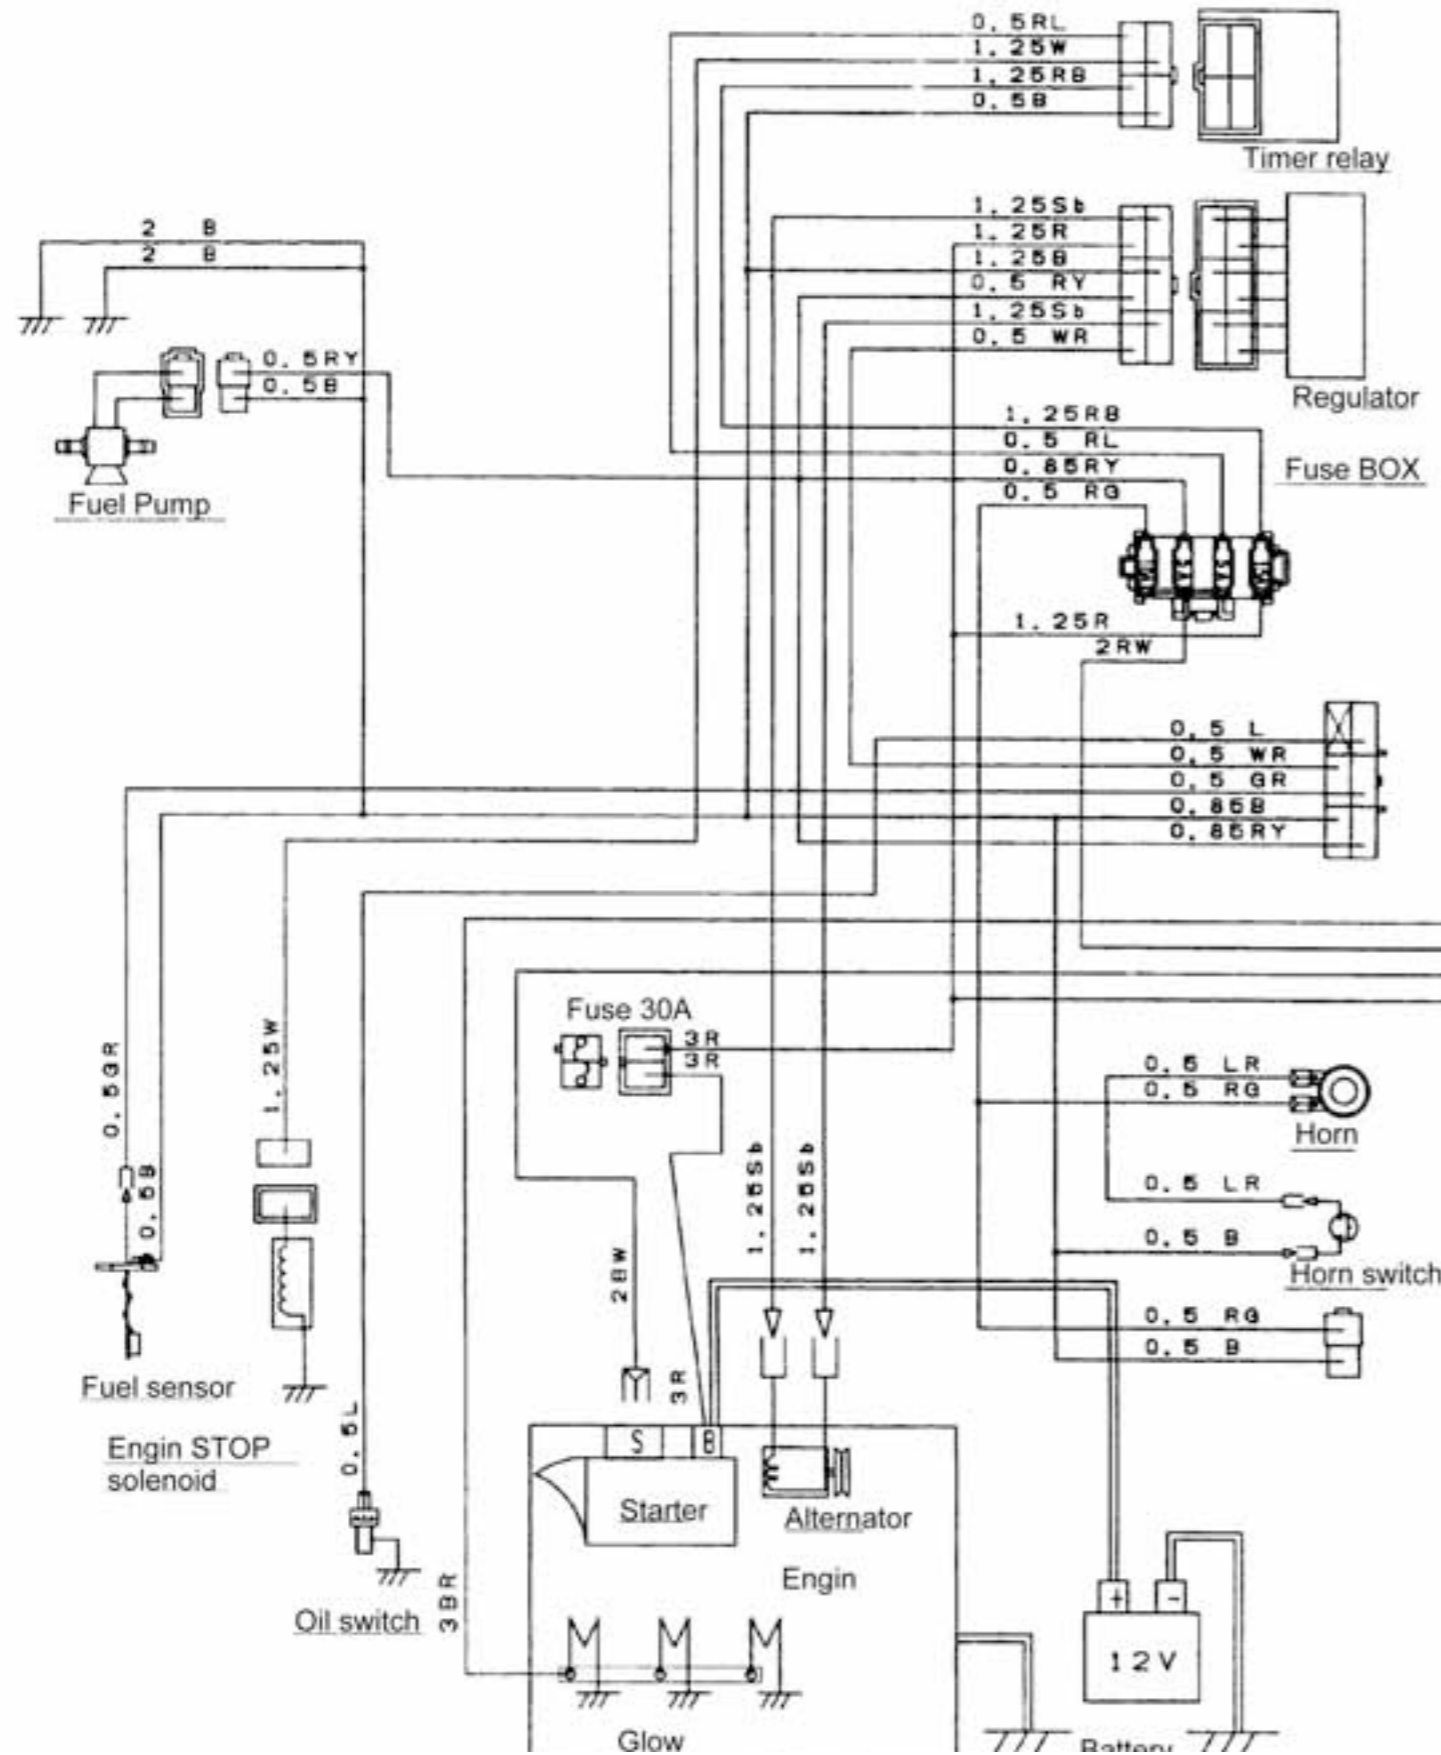 0.5RL
1.25W
1.25RB
0.5B
Timer relay
1.25Sb
1.25R
1.25B
0.5 RY
1.25Sb
0.5 WR
Regulator
2 B
2 B
0.5RY
0.5B
Fuel Pump
1.25RB
0.5 RL
0.85RY
0.5 RG
Fuse BOX
1.25R
2RW
0.5 L
0.5 WR
0.5 GR
0.85B
0.85RY
Fuse 30A
3R
3R
0.5GR
0.5B
1.25W
0.5 LR
0.5 RG
Horn
0.5 LR
0.5 B
Horn switch
0.5 RG
0.5 B
1.25Sb
1.25Sb
2BW
3R
Fuel sensor
Engin STOP
solenoid
0.5L
S
B
Starter
Alternator
Engin
Oil switch
3BR
+
-
12V
Glow
Battery